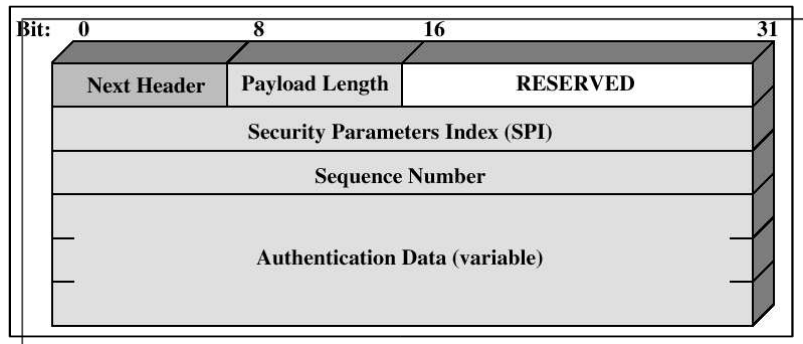 Bit: 0 8 16 31
Next Header Payload Length RESERVED
Security Parameters Index (SPI)
Sequence Number
Authentication Data (variable)